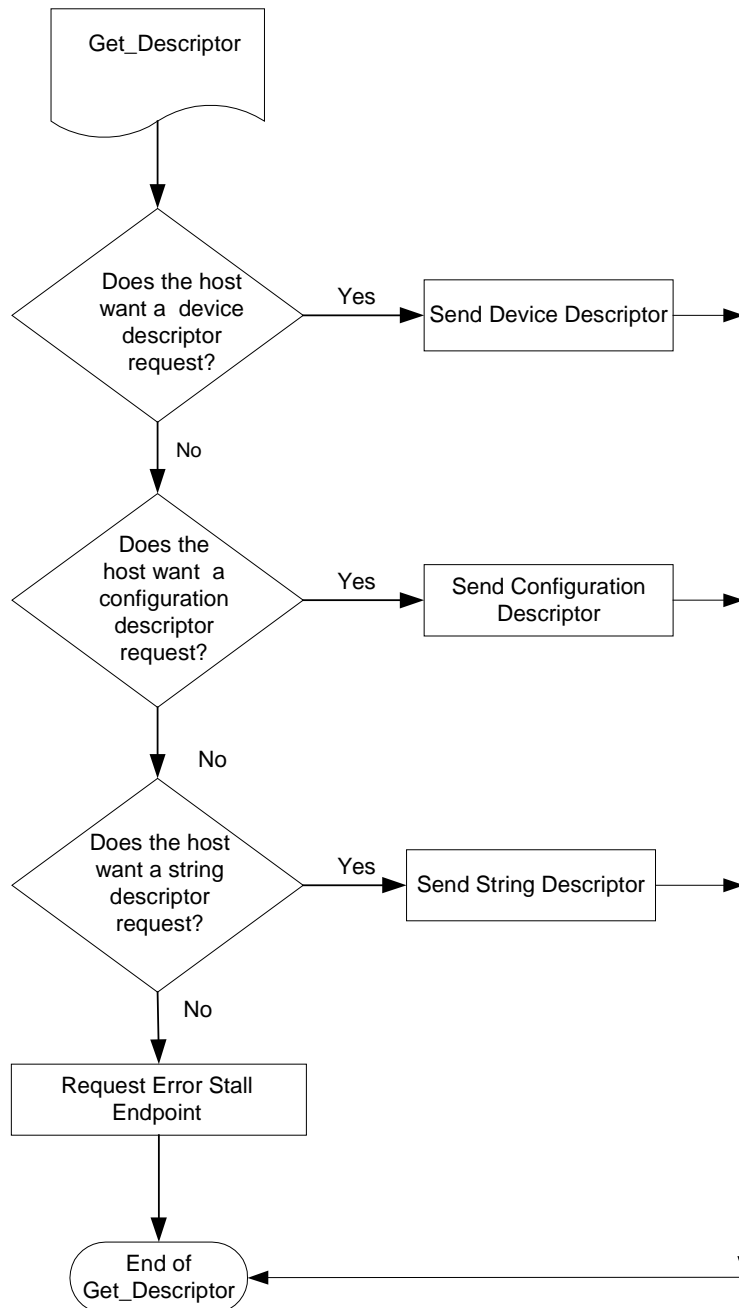 Get_Descriptor
Does the host
want a device
descriptor
request?
Yes
Send Device Descriptor
No
Does the
host want a
configuration
descriptor
request?
Yes
Send Configuration
Descriptor
No
Does the host
want a string
descriptor
request?
Yes
Send String Descriptor
No
Request Error Stall
Endpoint
End of
Get_Descriptor